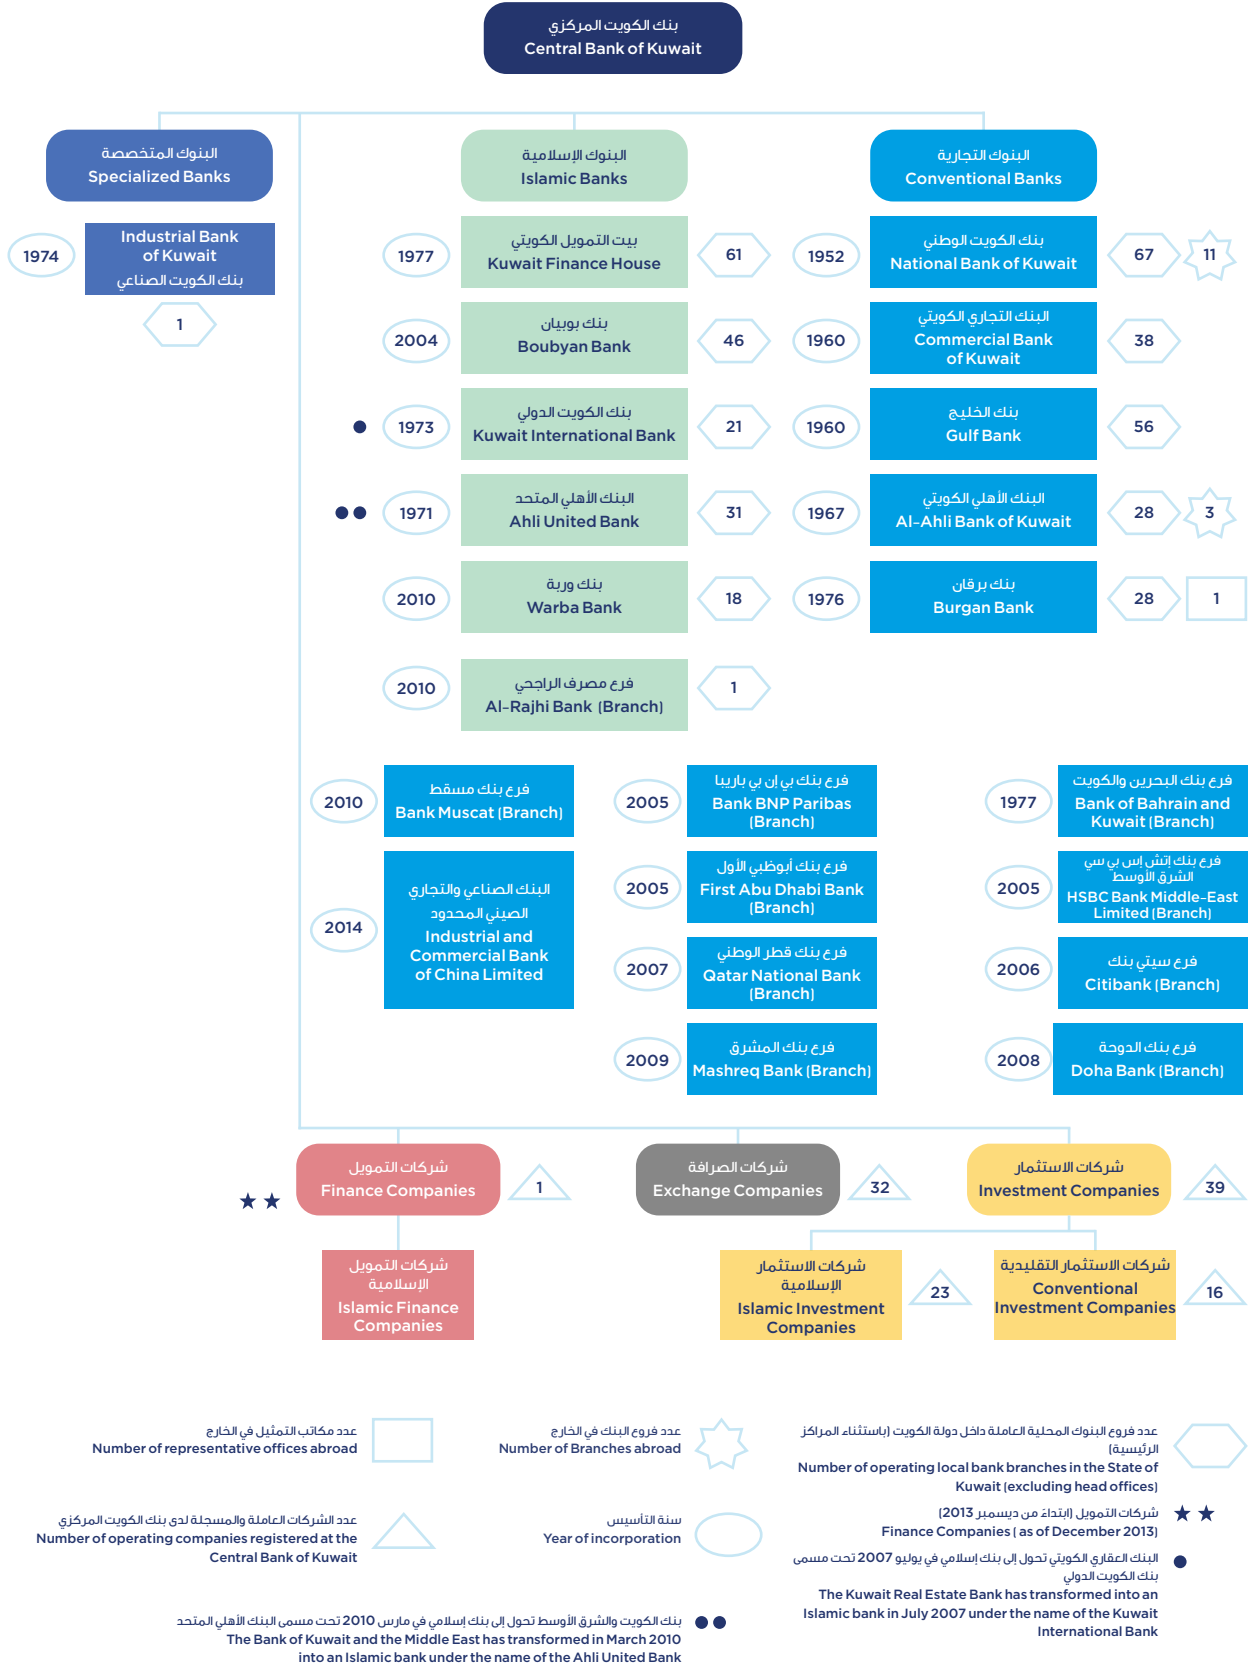 بنك الكويت المركزي
Central Bank of Kuwait
البنوك المتخصصة
Specialized Banks
البنوك الإسلامية
Islamic Banks
البنوك التجارية
Conventional Banks
1974
Industrial Bank
of Kuwait
بنك الكويت الصناعي
1
1977
بيت التمويل الكويتي
Kuwait Finance House
61
1952
بنك الكويت الوطني
National Bank of Kuwait
67
11
2004
بنك بوبيان
Boubyan Bank
46
1960
البنك التجاري الكويتي
Commercial Bank
of Kuwait
38
1973
بنك الكويت الدولي
Kuwait International Bank
21
1960
بنك الخليج
Gulf Bank
56
1971
البنك الأهلي المتحد
Ahli United Bank
31
1967
البنك الأهلي الكويتي
Al-Ahli Bank of Kuwait
28
3
2010
بنك وربة
Warba Bank
18
1976
بنك برقان
Burgan Bank
28
1
2010
فرع مصرف الراجحي
Al-Rajhi Bank (Branch)
1
2010
فرع بنك مسقط
Bank Muscat (Branch)
2005
فرع بنك بي إن بي باريبا
Bank BNP Paribas
(Branch)
1977
فرع بنك البحرين والكويت
Bank of Bahrain and
Kuwait (Branch)
2014
البنك الصناعي والتجاري
الصيني المحدود
Industrial and
Commercial Bank
of China Limited
2005
فرع بنك أبوظبي الأول
First Abu Dhabi Bank
(Branch)
2005
فرع بنك إتش إس بي سي
الشرق الأوسط
HSBC Bank Middle-East
Limited (Branch)
2007
فرع بنك قطر الوطني
Qatar National Bank
(Branch)
2006
فرع سيتي بنك
Citibank (Branch)
2009
فرع بنك المشرق
Mashreq Bank (Branch)
2008
فرع بنك الدوحة
Doha Bank (Branch)
شركات التمويل
Finance Companies
1
شركات الصرافة
Exchange Companies
32
شركات الاستثمار
Investment Companies
39
شركات التمويل
الإسلامية
Islamic Finance
Companies
شركات الاستثمار
الإسلامية
Islamic Investment
Companies
23
شركات الاستثمار التقليدية
Conventional
Investment Companies
16
عدد مكاتب التمثيل في الخارج
Number of representative offices abroad
عدد فروع البنك في الخارج
Number of Branches abroad
عدد فروع البنوك المحلية العاملة داخل دولة الكويت (باستثناء المراكز
الرئيسية)
Number of operating local bank branches in the State of
Kuwait (excluding head offices)
عدد الشركات العاملة والمسجلة لدى بنك الكويت المركزي
Number of operating companies registered at the
Central Bank of Kuwait
سنة التأسيس
Year of incorporation
شركات التمويل (ابتداءً من ديسمبر 2013)
Finance Companies ( as of December 2013)
البنك العقاري الكويتي تحول إلى بنك إسلامي في يوليو 2007 تحت مسمى
بنك الكويت الدولي
The Kuwait Real Estate Bank has transformed into an
Islamic bank in July 2007 under the name of the Kuwait
International Bank
بنك الكويت والشرق الأوسط تحول إلى بنك إسلامي في مارس 2010 تحت مسمى البنك الأهلي المتحد
The Bank of Kuwait and the Middle East has transformed in March 2010
into an Islamic bank under the name of the Ahli United Bank